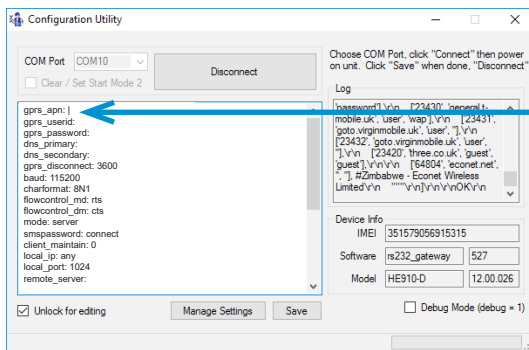 Configuration Utility
COM Port COM10
Clear / Set Start Mode 2
Disconnect
Choose COM Port, click "Connect" then power
on unit. Click "Save" when done, "Disconnect"
gprs_apn: |
gprs_userid:
gprs_password:
dns_primary:
dns_secondary:
gprs_disconnect: 3600
baud: 115200
charformat: 8N1
flowcontrol_md: rts
flowcontrol_dm: cts
mode: server
smspassword: connect
client_maintain: 0
local_ip: any
local_port: 1024
remote_server:
Log
'password'],\r\n ['23430', 'general.t-
mobile.uk', 'user', 'wap'],\r\n ['23431',
'goto.virginmobile.uk', 'user', ''],\r\n
['23432', 'goto.virginmobile.uk', 'user',
''],\r\n ['23420', 'three.co.uk', 'guest',
'guest'],\r\n\r\n ['64804', 'econet.net',
'', ''], #Zimbabwe - Econet Wireless
Limited\r\n """\r\n]\r\n\r\nOK\r\n
Device Info
IMEI 351579056915315
Software rs232_gateway 527
Model HE910-D 12.00.026
Unlock for editing
Manage Settings
Save
Debug Mode (debug = 1)